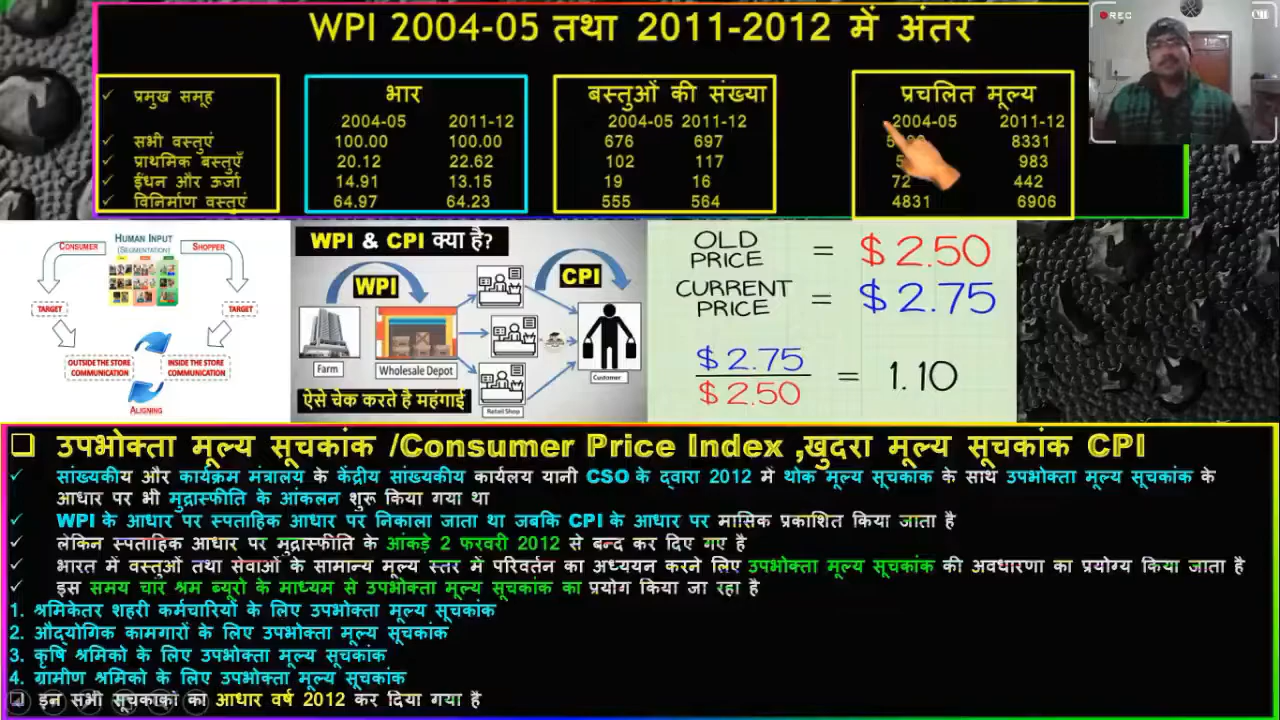 WPI 2004-05 तथा 2011-2012 में अंतर
REC
✓ प्रमुख समूह
✓ सभी वस्तुएं
✓ प्राथमिक बस्तुएँ
✓ ईंधन और ऊर्जा
✓ विनिर्माण वस्तुएं
भार
2004-05 2011-12
100.00 100.00
20.12 22.62
14.91 13.15
64.97 64.23
बस्तुओं की संख्या
2004-05 2011-12
676 697
102 117
19 16
555 564
प्रचलित मूल्य
2004-05 2011-12
8331
983
72 442
4831 6906
HUMAN INPUT
(SEGMENTATION)
CONSUMER
SHOPPER
TARGET
TARGET
OUTSIDE THE STORE
COMMUNICATION
INSIDE THE STORE
COMMUNICATION
ALIGNING
WPI & CPI क्या है?
WPI
CPI
Farm
Wholesale Depot
Retail Shop
Customer
ऐसे चेक करते है महंगाई
OLD
PRICE = $2.50
CURRENT
PRICE = $2.75
$2.75
$2.50
= 1.10
❑ उपभोक्ता मूल्य सूचकांक /Consumer Price Index ,खुदरा मूल्य सूचकांक CPI
✓ सांख्यकीय और कार्यक्रम मंत्रालय के केंद्रीय सांख्यकीय कार्यलय यानी CSO के द्वारा 2012 में थोक मूल्य सूचकांक के साथ उपभोक्ता मूल्य सूचकांक के
आधार पर भी मुद्रास्फीति के आंकलन शुरू किया गया था
✓ WPI के आधार पर स्पताहिक आधार पर निकाला जाता था जबकि CPI के आधार पर मासिक प्रकाशित किया जाता है
✓ लेकिन स्पताहिक आधार पर मुद्रास्फीति के आंकड़े 2 फरवरी 2012 से बन्द कर दिए गए है
✓ भारत में वस्तुओं तथा सेवाओं के सामान्य मूल्य स्तर में परिवर्तन का अध्ययन करने लिए उपभोक्ता मूल्य सूचकांक की अवधारणा का प्रयोग्य किया जाता है
✓ इस समय चार श्रम ब्यूरो के माध्यम से उपभोक्ता मूल्य सूचकांक का प्रयोग किया जा रहा है
1. श्रमिकेतर शहरी कर्मचारियों के लिए उपभोक्ता मूल्य सूचकांक
2. औद्योगिक कामगारों के लिए उपभोक्ता मूल्य सूचकांक
3. कृषि श्रमिको के लिए उपभोक्ता मूल्य सूचकांक
4. ग्रामीण श्रमिको के लिए उपभोक्ता मूल्य सूचकांक
❑ इन सभी सूचकाकों का आधार वर्ष 2012 कर दिया गया है